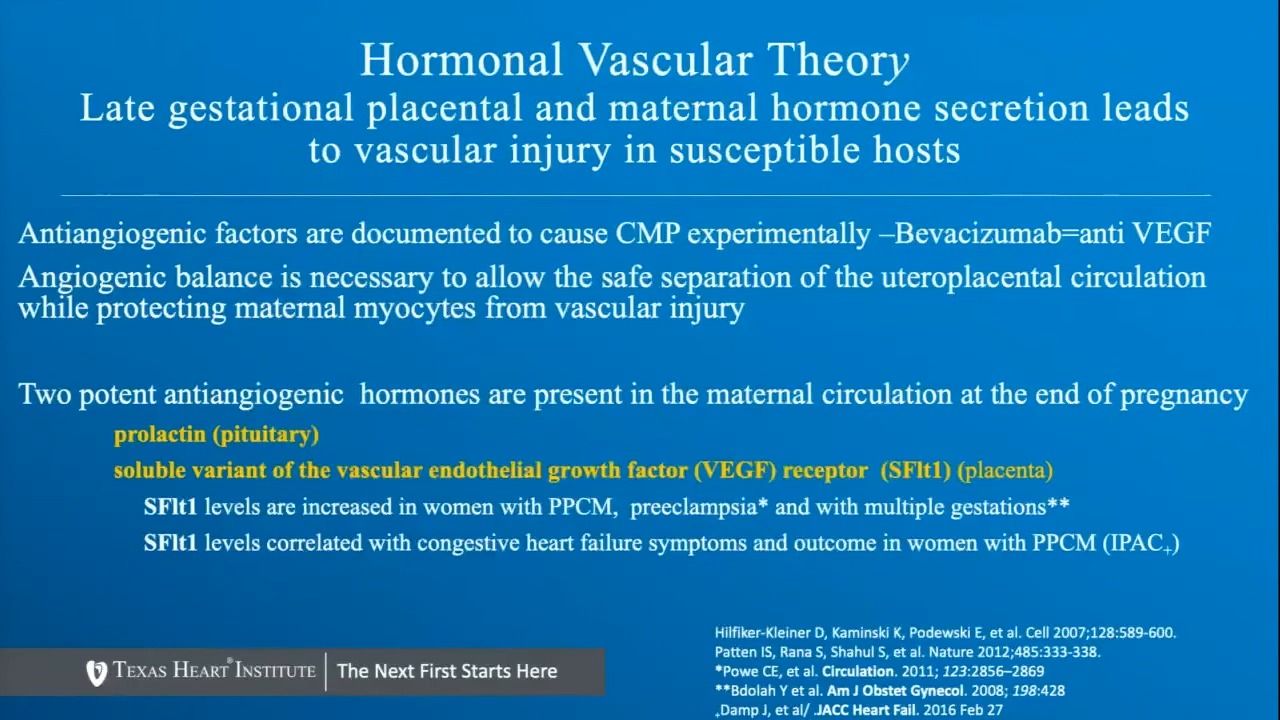 Hormonal Vascular Theory
Late gestational placental and maternal hormone secretion leads
to vascular injury in susceptible hosts
Antiangiogenic factors are documented to cause CMP experimentally –Bevacizumab=anti VEGF
Angiogenic balance is necessary to allow the safe separation of the uteroplacental circulation
while protecting maternal myocytes from vascular injury
Two potent antiangiogenic hormones are present in the maternal circulation at the end of pregnancy
prolactin (pituitary)
soluble variant of the vascular endothelial growth factor (VEGF) receptor (SFlt1) (placenta)
SFlt1 levels are increased in women with PPCM, preeclampsia* and with multiple gestations**
SFlt1 levels correlated with congestive heart failure symptoms and outcome in women with PPCM (IPAC+)
Hilfiker-Kleiner D, Kaminski K, Podewski E, et al. Cell 2007;128:589-600.
Patten IS, Rana S, Shahul S, et al. Nature 2012;485:333-338.
*Powe CE, et al. Circulation. 2011; 123:2856–2869
**Bdolah Y et al. Am J Obstet Gynecol. 2008; 198:428
+Damp J, et al/ .JACC Heart Fail. 2016 Feb 27
TEXAS HEART® INSTITUTE | The Next First Starts Here